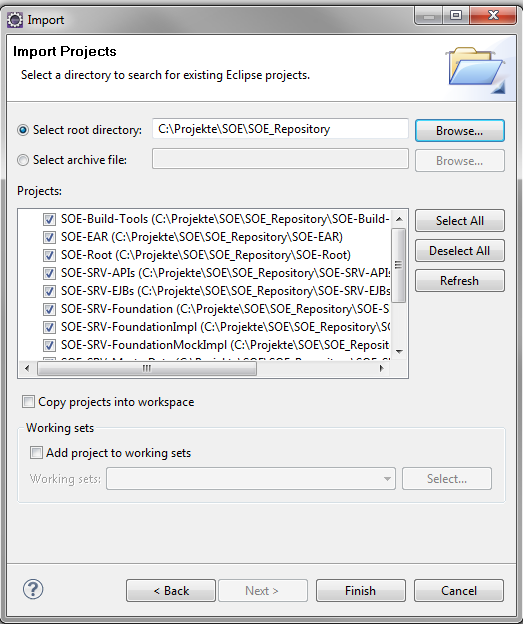 Import
Import Projects
Select a directory to search for existing Eclipse projects.
Select root directory: C:\Projekte\SOE\SOE_Repository Browse...
Select archive file: Browse...
Projects:
SOE-Build-Tools (C:\Projekte\SOE\SOE_Repository\SOE-Build- Select All
SOE-EAR (C:\Projekte\SOE\SOE_Repository\SOE-EAR)
SOE-Root (C:\Projekte\SOE\SOE_Repository\SOE-Root) Deselect All
SOE-SRV-APIs (C:\Projekte\SOE\SOE_Repository\SOE-SRV-APIs
SOE-SRV-EJBs (C:\Projekte\SOE\SOE_Repository\SOE-SRV-EJBs Refresh
SOE-SRV-Foundation (C:\Projekte\SOE\SOE_Repository\SOE-S
SOE-SRV-FoundationImpl (C:\Projekte\SOE\SOE_Repository\SO
SOE-SRV-FoundationMockImpl (C:\Projekte\SOE\SOE_Reposit
Copy projects into workspace
Working sets
Add project to working sets
Working sets: Select...
? < Back Next > Finish Cancel